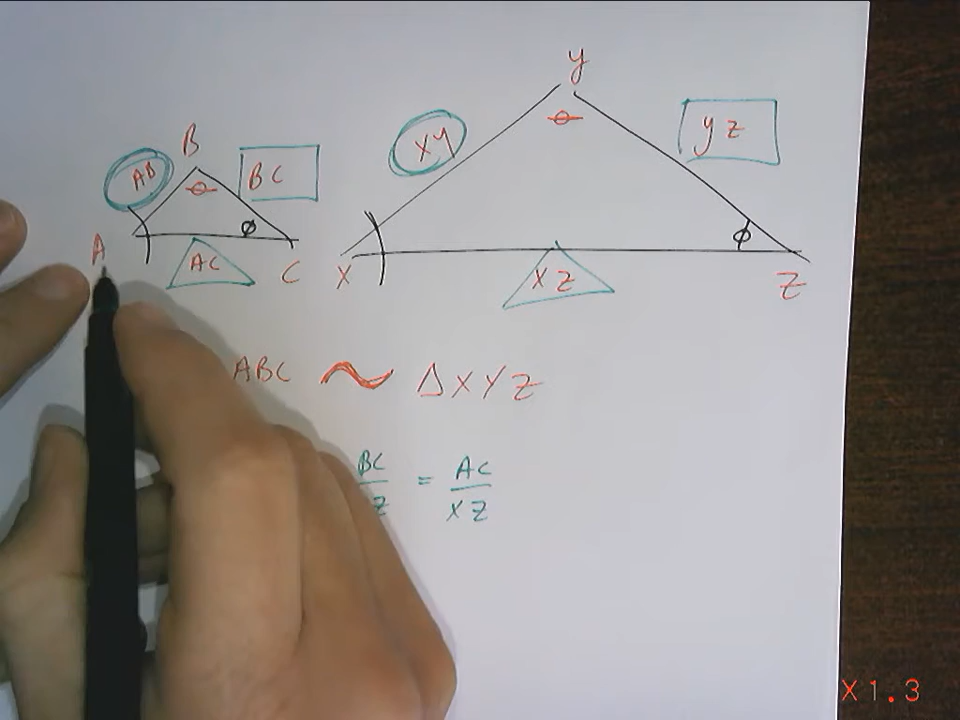 Y
XY
YZ
B
AB
BC
θ
θ
ϕ
ϕ
A
AC
C
X
XZ
Z
ABC ~ ΔXYZ
BC = AC
Z XZ
X1.3